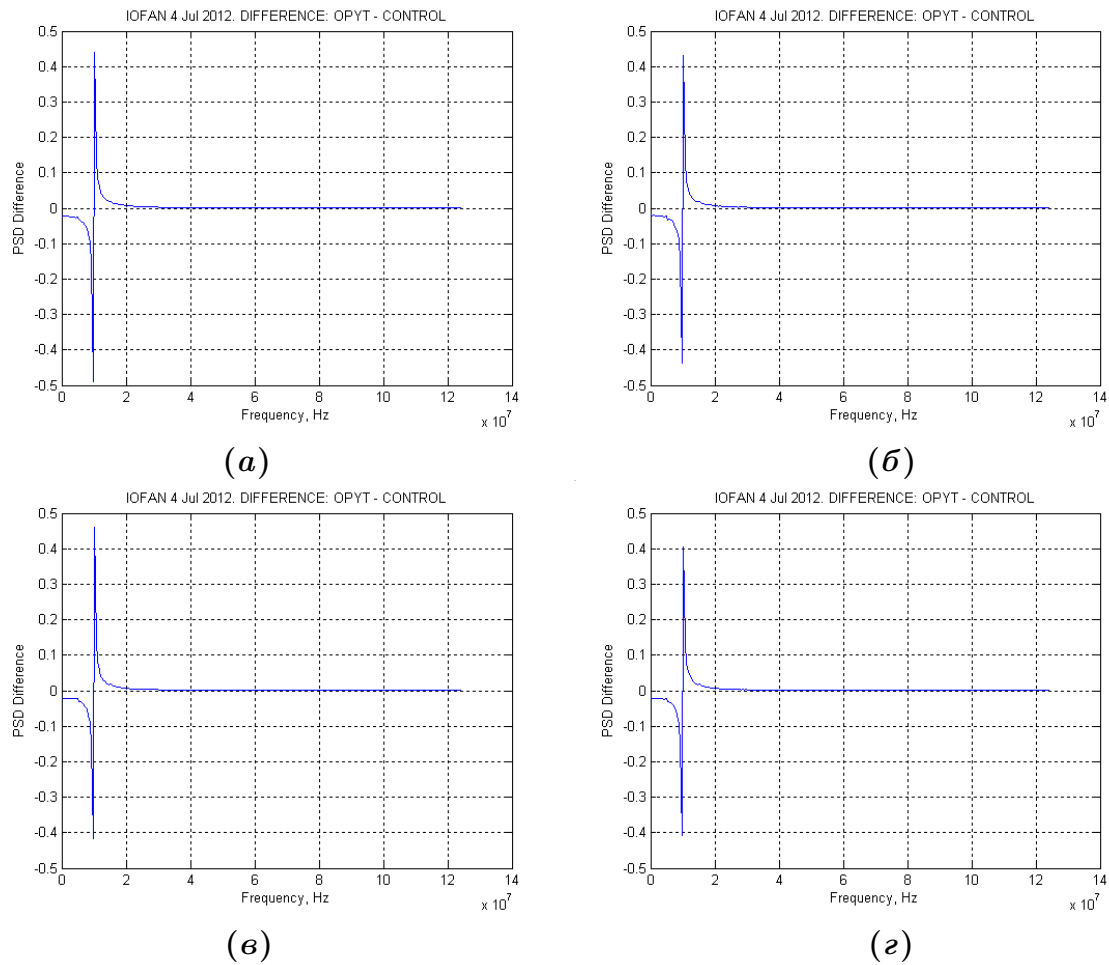 IOFAN 4 Jul 2012. DIFFERENCE: OPYT - CONTROL
0.5
0.4
0.3
0.2
0.1
0
-0.1
-0.2
-0.3
-0.4
-0.5
PSD Difference
0 2 4 6 8 10 12 14
Frequency, Hz
x 10^7
(а)
IOFAN 4 Jul 2012. DIFFERENCE: OPYT - CONTROL
0.5
0.4
0.3
0.2
0.1
0
-0.1
-0.2
-0.3
-0.4
-0.5
PSD Difference
0 2 4 6 8 10 12 14
Frequency, Hz
x 10^7
(б)
IOFAN 4 Jul 2012. DIFFERENCE: OPYT - CONTROL
0.5
0.4
0.3
0.2
0.1
0
-0.1
-0.2
-0.3
-0.4
-0.5
PSD Difference
0 2 4 6 8 10 12 14
Frequency, Hz
x 10^7
(в)
IOFAN 4 Jul 2012. DIFFERENCE: OPYT - CONTROL
0.5
0.4
0.3
0.2
0.1
0
-0.1
-0.2
-0.3
-0.4
-0.5
PSD Difference
0 2 4 6 8 10 12 14
Frequency, Hz
x 10^7
(г)